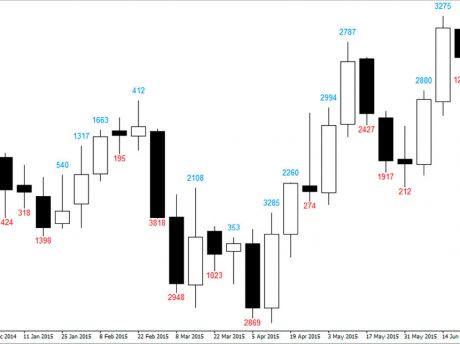 3275
2787
2994
2880
412
1663
1317
540
2108
2260
353
3285
195
424
318
1398
3818
2948
1023
2869
274
2427
1917
212
2014
11 Jan 2015
25 Jan 2015
8 Feb 2015
22 Feb 2015
8 Mar 2015
22 Mar 2015
5 Apr 2015
19 Apr 2015
3 May 2015
17 May 2015
31 May 2015
14 Jun